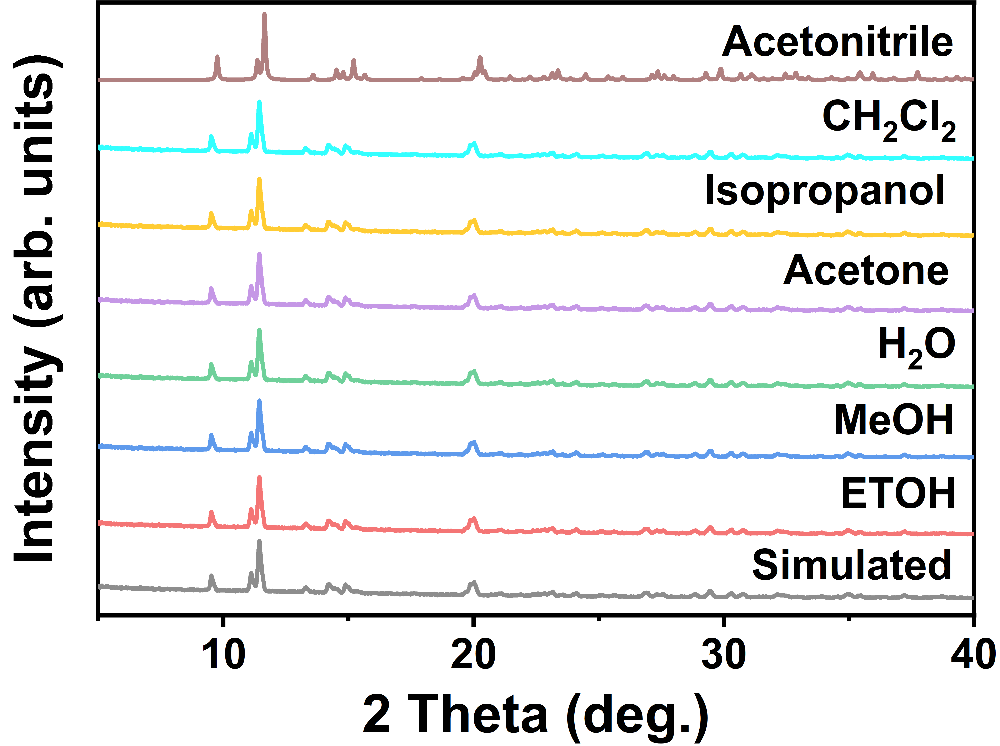 Intensity (arb. units)
Acetonitrile
CH₂Cl₂
Isopropanol
Acetone
H₂O
MeOH
ETOH
Simulated
10 20 30 40
2 Theta (deg.)